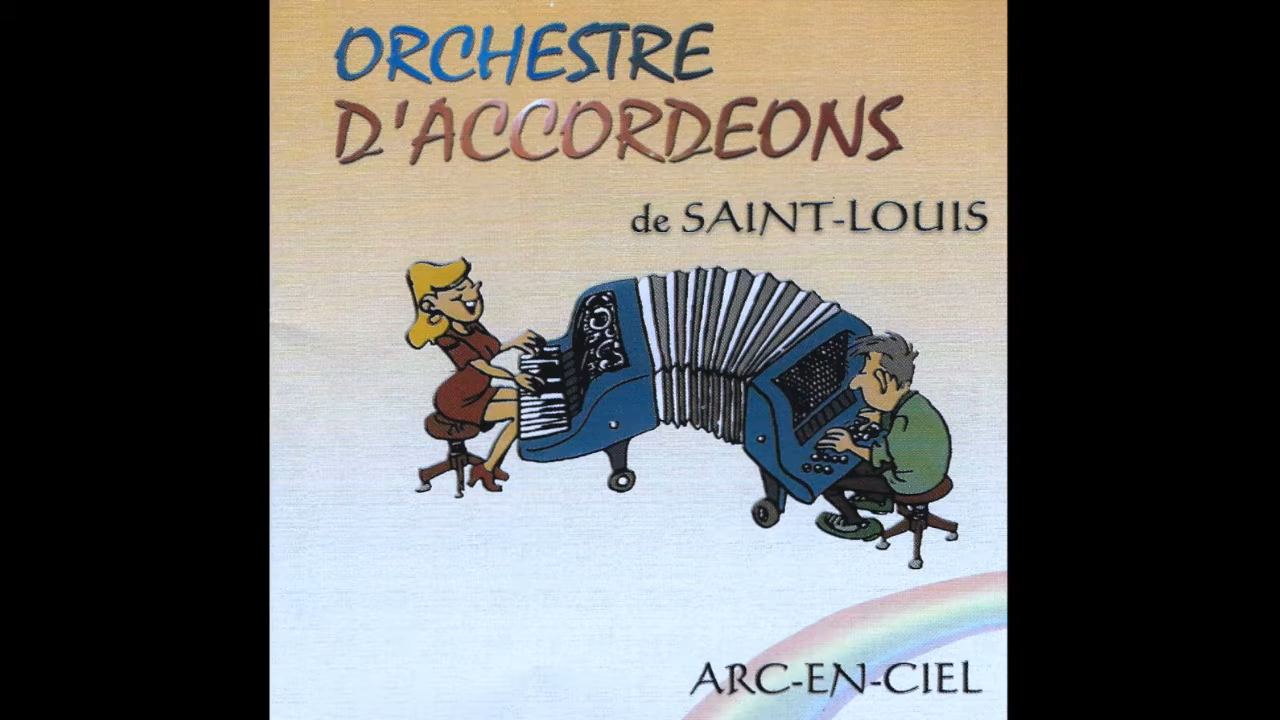 ORCHESTRE
D'ACCORDEONS
de SAINT-LOUIS
ARC-EN-CIEL